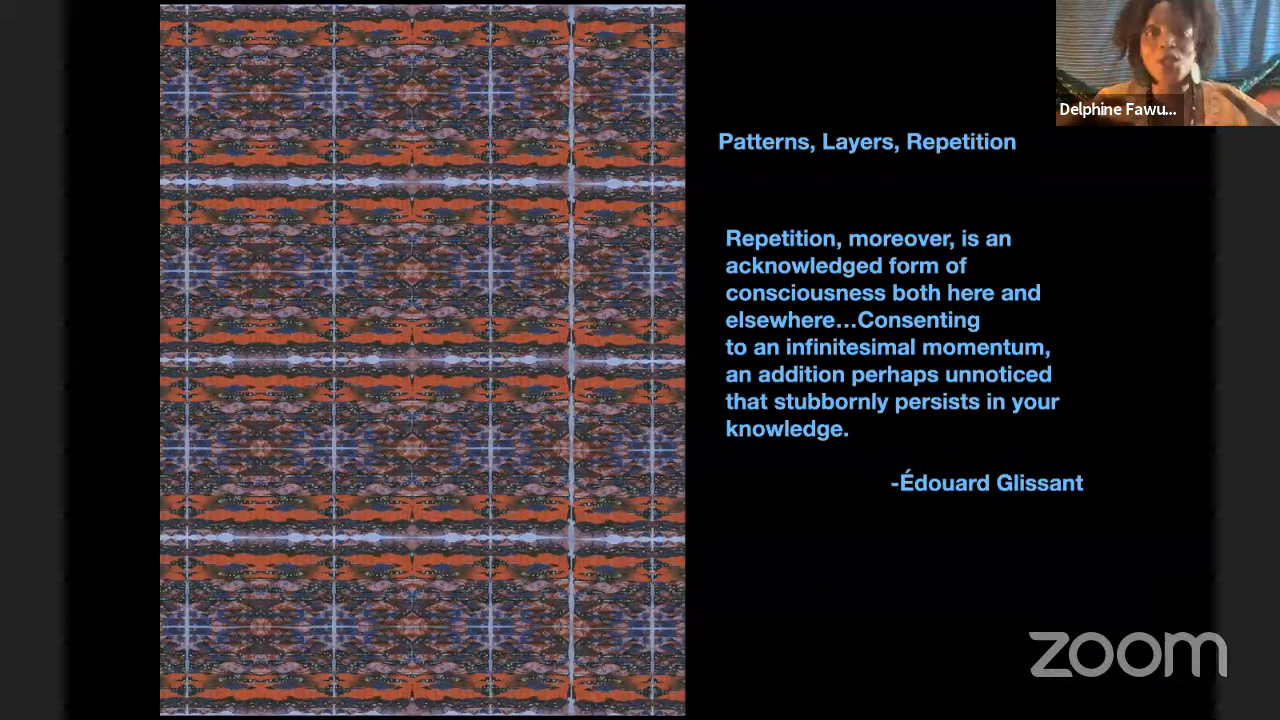 Delphine Fawu...
Patterns, Layers, Repetition
Repetition, moreover, is an
acknowledged form of
consciousness both here and
elsewhere…Consenting
to an infinitesimal momentum,
an addition perhaps unnoticed
that stubbornly persists in your
knowledge.
-Édouard Glissant
zoom